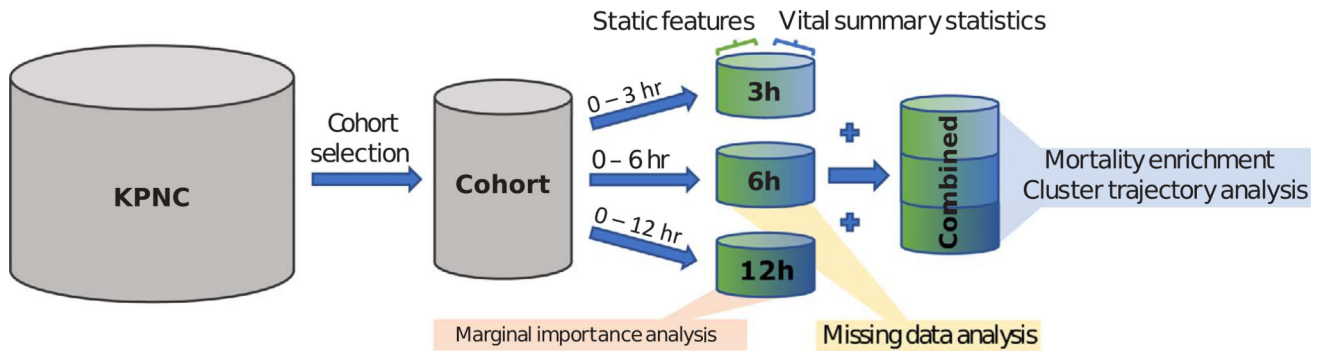 Static features Vital summary statistics
KPNC
Cohort
selection
Cohort
0 – 3 hr
0 – 6 hr
0 – 12 hr
3h
6h
12h
Combined
Mortality enrichment
Cluster trajectory analysis
Marginal importance analysis
Missing data analysis